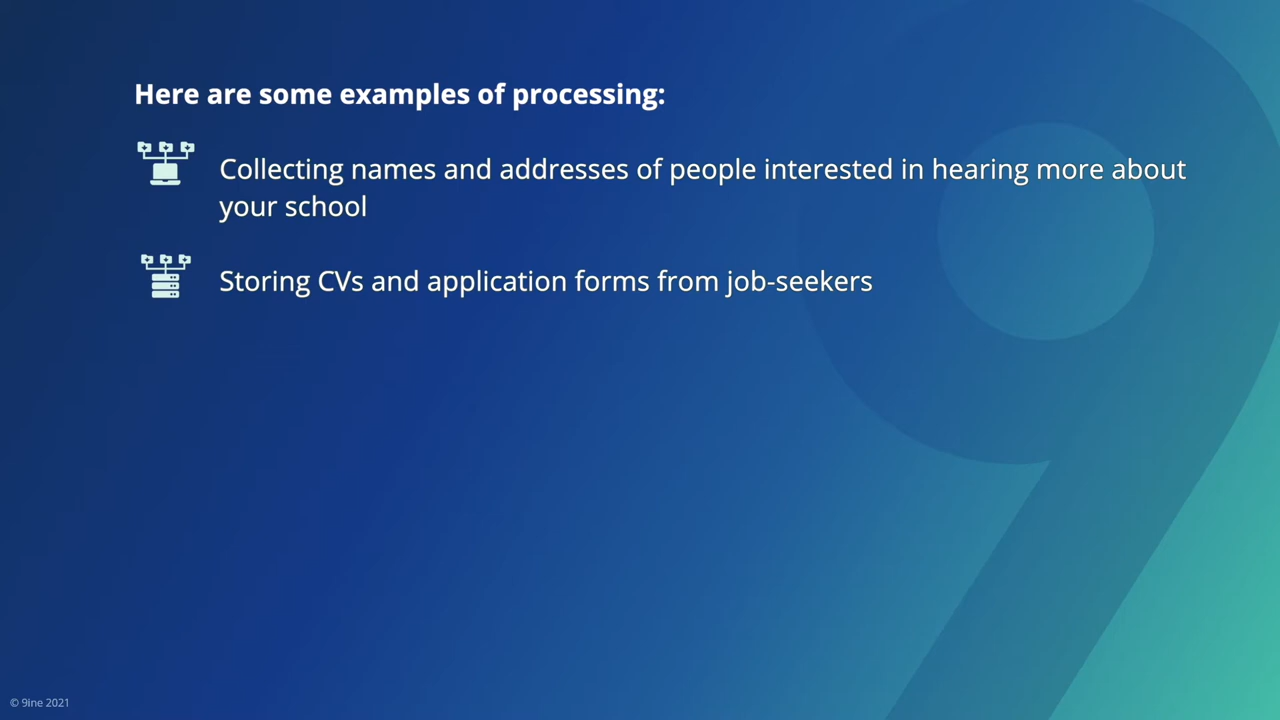 Here are some examples of processing:
Collecting names and addresses of people interested in hearing more about
your school
Storing CVs and application forms from job-seekers
© 9ine 2021